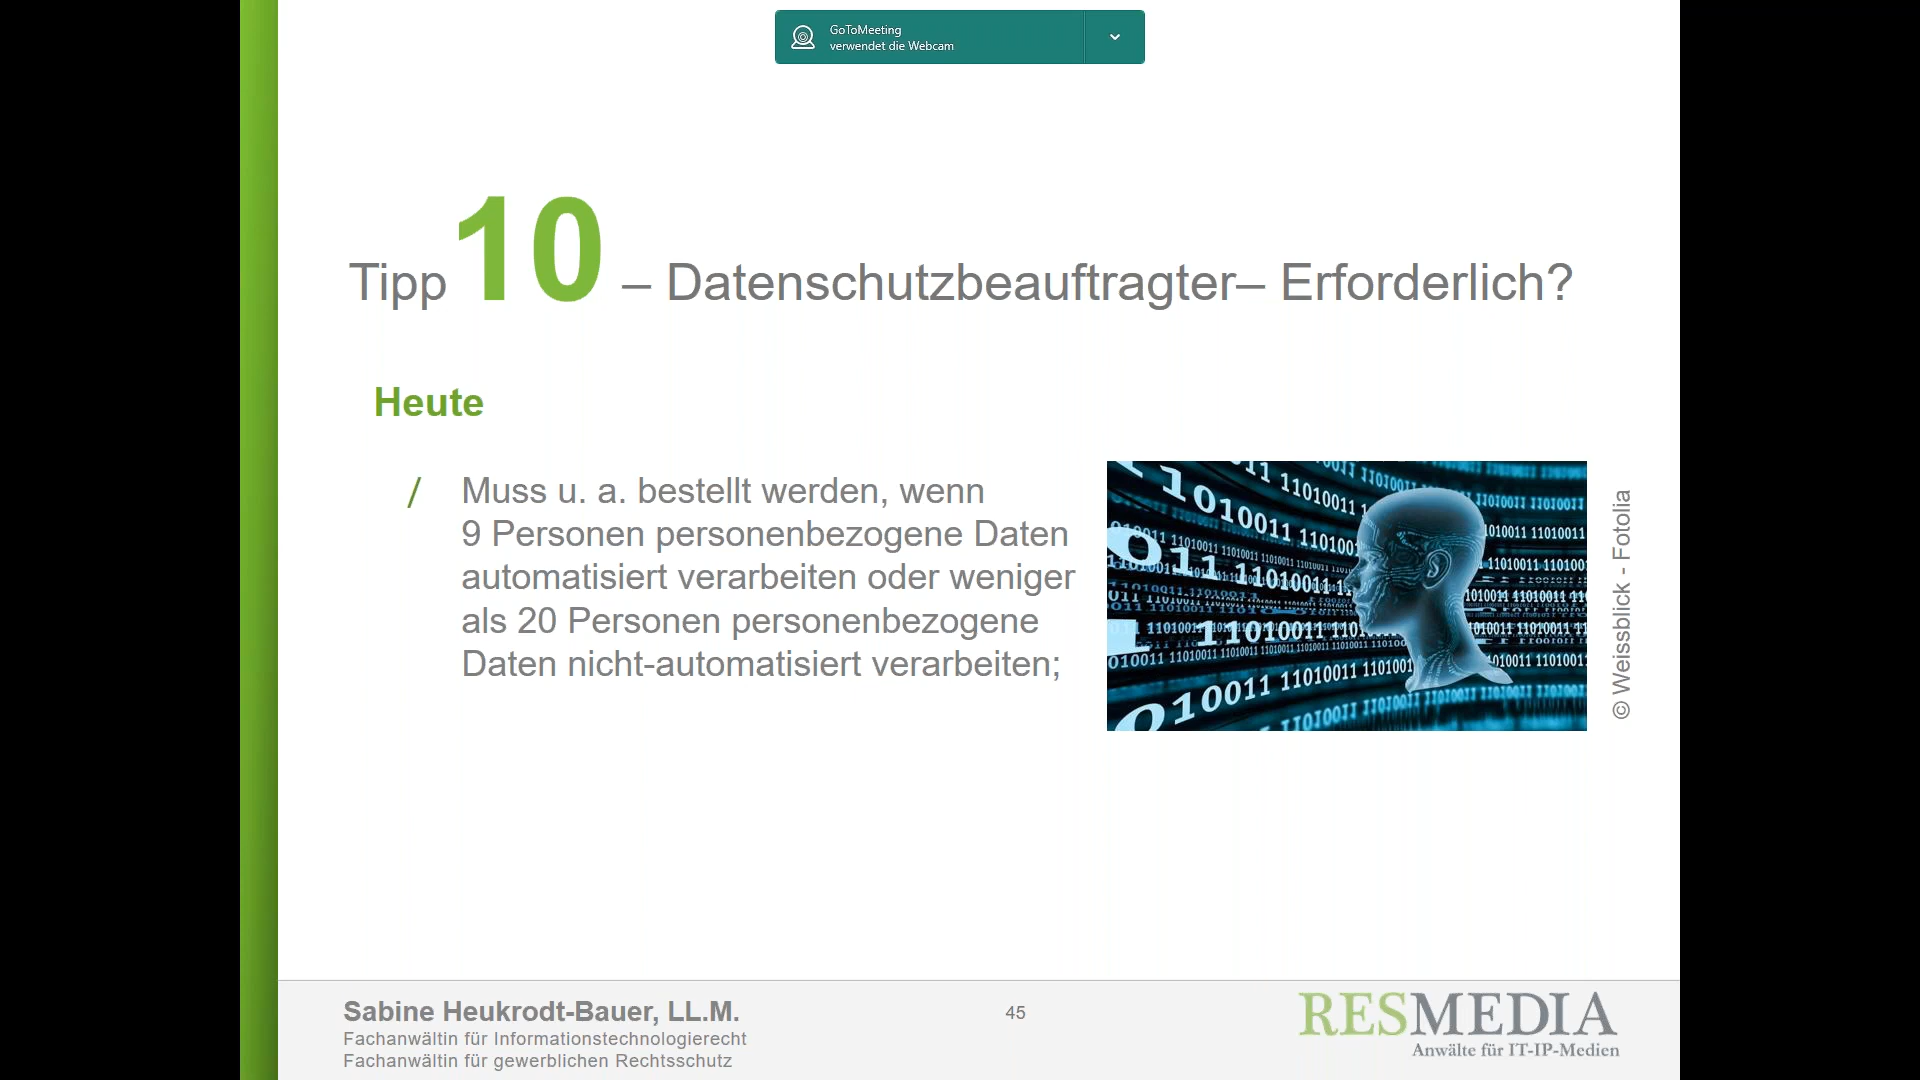 GoToMeeting
verwendet die Webcam
Tipp 10 – Datenschutzbeauftragter– Erforderlich?
Heute
/ Muss u. a. bestellt werden, wenn
9 Personen personenbezogene Daten
automatisiert verarbeiten oder weniger
als 20 Personen personenbezogene
Daten nicht-automatisiert verarbeiten;
© Weissblick - Fotolia
Sabine Heukrodt-Bauer, LL.M.
Fachanwältin für Informationstechnologierecht
Fachanwältin für gewerblichen Rechtsschutz
45
RESMEDIA
Anwälte für IT-IP-Medien